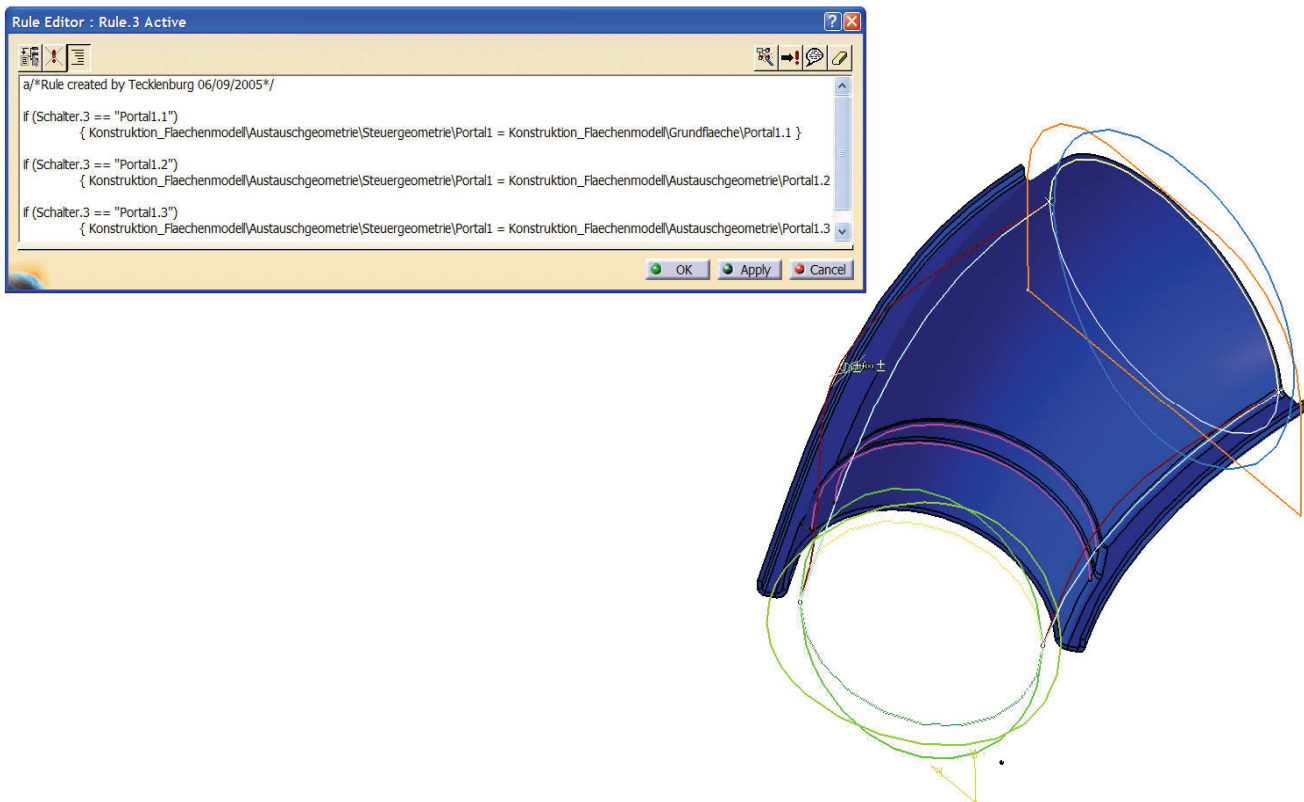 Rule Editor : Rule.3 Active
a/*Rule created by Tecklenburg 06/09/2005*/
if (Schalter.3 == "Portal1.1")
{ Konstruktion_Flaechenmodell\Austauschgeometrie\Steuergeometrie\Portal1 = Konstruktion_Flaechenmodell\Grundflaeche\Portal1.1 }
if (Schalter.3 == "Portal1.2")
{ Konstruktion_Flaechenmodell\Austauschgeometrie\Steuergeometrie\Portal1 = Konstruktion_Flaechenmodell\Austauschgeometrie\Portal1.2
if (Schalter.3 == "Portal1.3")
{ Konstruktion_Flaechenmodell\Austauschgeometrie\Steuergeometrie\Portal1 = Konstruktion_Flaechenmodell\Austauschgeometrie\Portal1.3
OK Apply Cancel